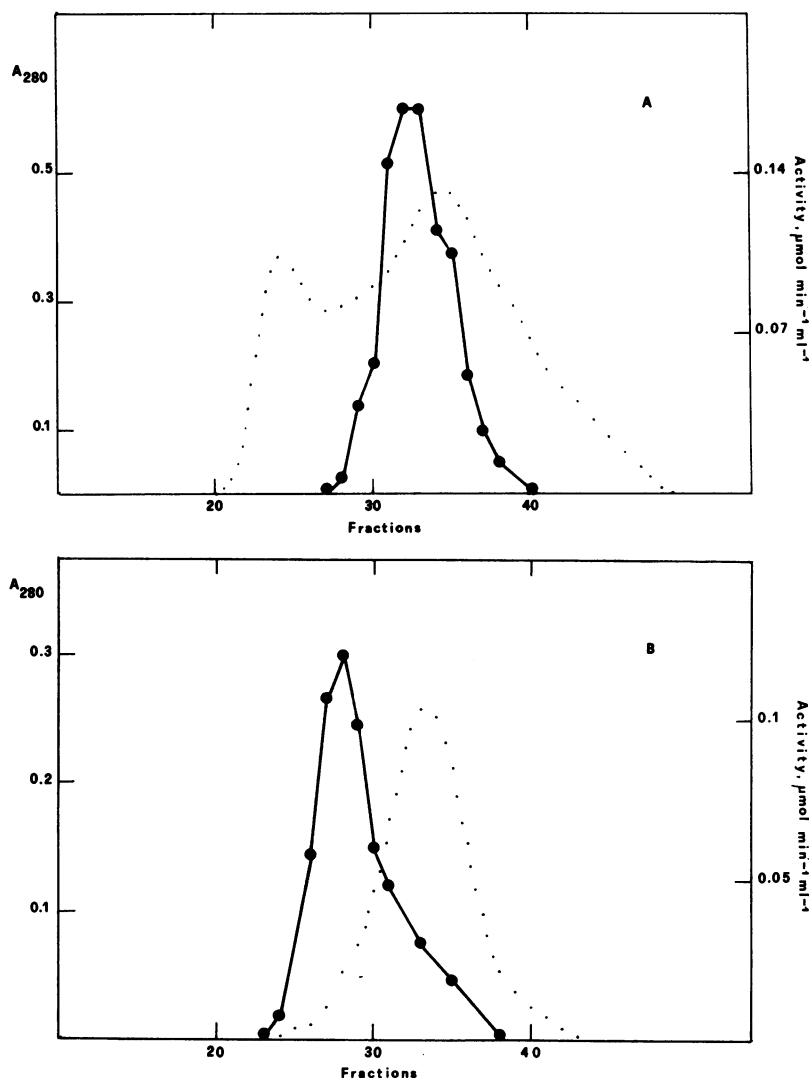 A280
A
0.5
0.3
0.1
0.14
0.07
Activity, μmol min⁻¹ ml⁻¹
20
30
40
Fractions
A280
B
0.3
0.2
0.1
0.1
0.05
Activity, μmol min⁻¹ ml⁻¹
20
30
40
Fractions